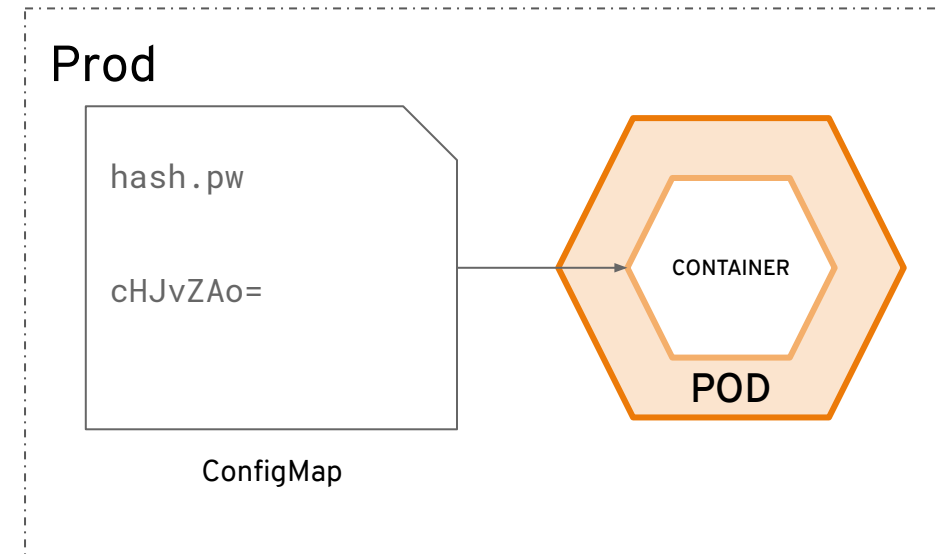 Prod
hash.pw
cHJvZAo=
CONTAINER
POD
ConfigMap